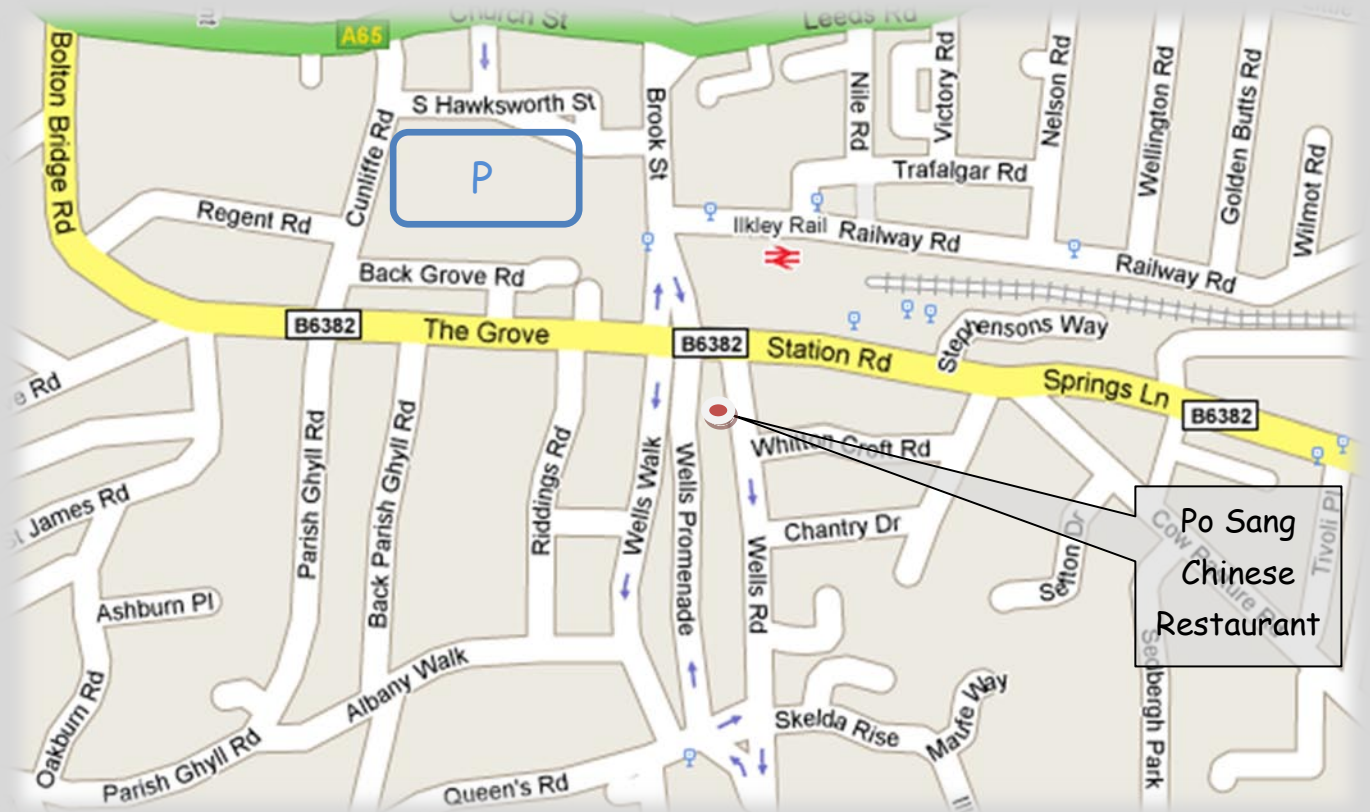 Church St
Leeds Rd
A65
Bolton Bridge Rd
S Hawksworth St
Brook St
Nile Rd
Victory Rd
Nelson Rd
Wellington Rd
Golden Butts Rd
Wilmot Rd
Cunliffe Rd
P
Trafalgar Rd
Regent Rd
Ilkley Rail
Railway Rd
Railway Rd
Back Grove Rd
B6382
The Grove
B6382
Station Rd
Stephensons Way
Springs Ln
B6382
e Rd
Parish Ghyll Rd
Back Parish Ghyll Rd
Riddings Rd
Wells Walk
Wells Promenade
Whitton Croft Rd
St James Rd
Chantry Dr
Wells Rd
Sefton Dr
Cow Pasture Rd
Tivoli Pl
Po Sang
Chinese
Restaurant
Ashburn Pl
Sedbergh Park
Albany Walk
Oakburn Rd
Parish Ghyll Rd
Skelda Rise
Maufe Way
Queen's Rd